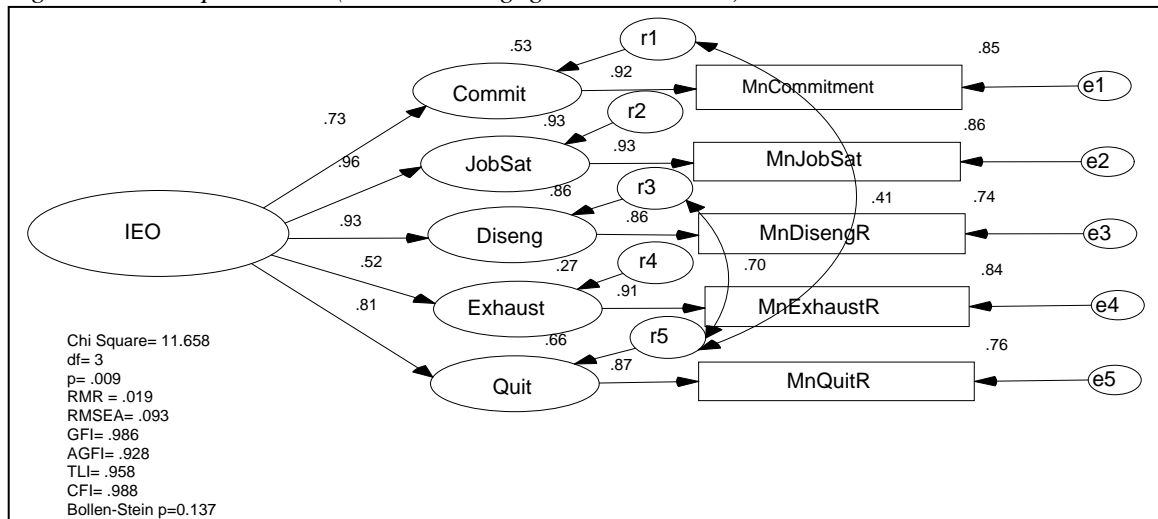 r1
.53
.85
.92
Commit
MnCommitment
e1
r2
.73
.93
.86
.96
.93
JobSat
MnJobSat
e2
r3
.86
.41
.74
.93
.86
IEO
Diseng
MnDisengR
e3
r4
.27
.70
.84
.52
.91
Exhaust
MnExhaustR
e4
.81
r5
.66
.76
.87
Quit
MnQuitR
e5
Chi Square= 11.658
df= 3
p= .009
RMR = .019
RMSEA= .093
GFI= .986
AGFI= .928
TLI= .958
CFI= .988
Bollen-Stein p=0.137